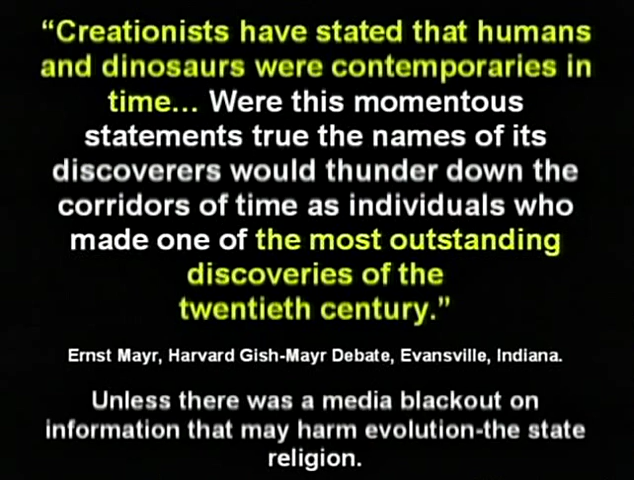 “Creationists have stated that humans
and dinosaurs were contemporaries in
time... Were this momentous
statements true the names of its
discoverers would thunder down the
corridors of time as individuals who
made one of the most outstanding
discoveries of the
twentieth century.”
Ernst Mayr, Harvard Gish-Mayr Debate, Evansville, Indiana.
Unless there was a media blackout on
information that may harm evolution-the state
religion.